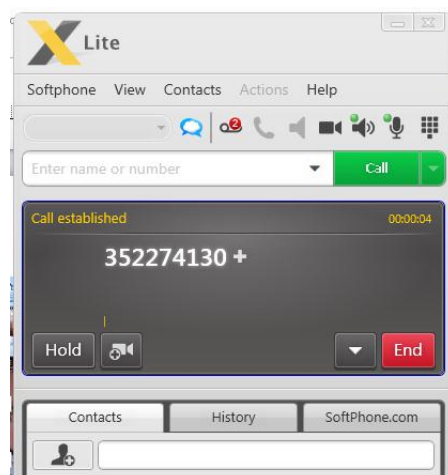 X Lite
Softphone View Contacts Actions Help
2
Enter name or number Call
Call established 00:00:04
352274130 +
Hold End
Contacts History SoftPhone.com